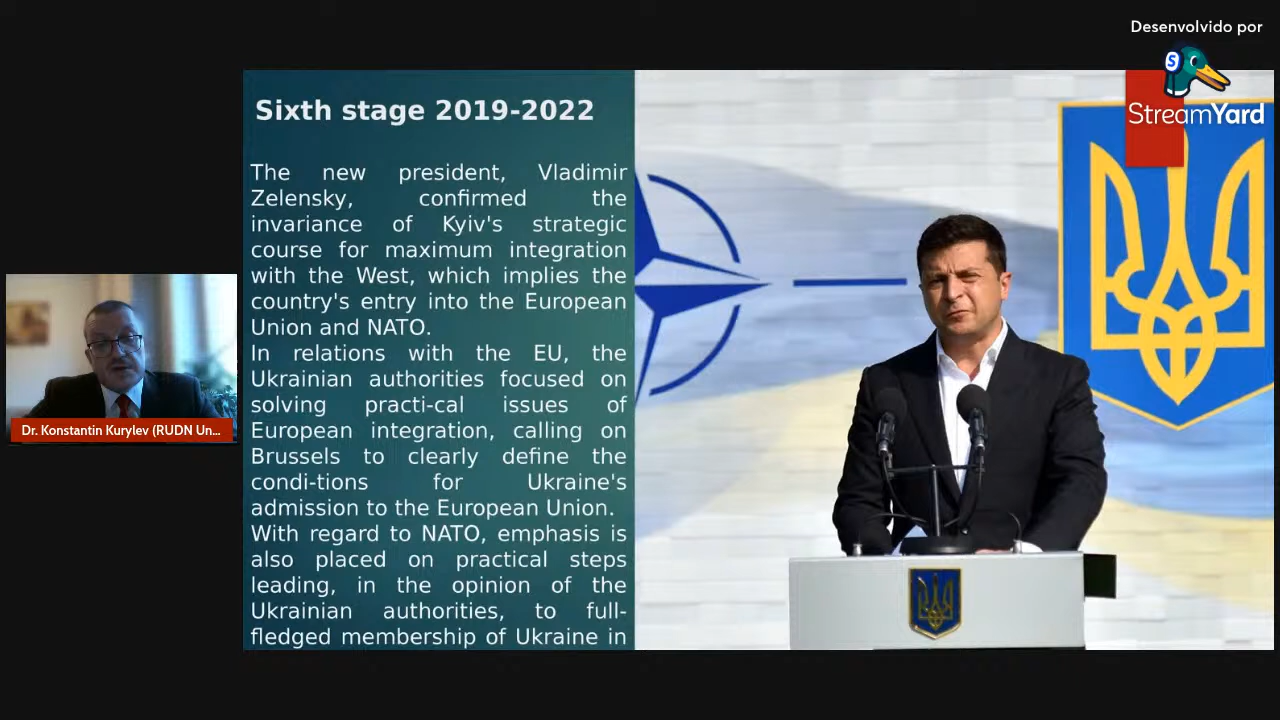 Desenvolvido por
S
StreamYard
Sixth stage 2019-2022
The new president, Vladimir
Zelensky, confirmed the
invariance of Kyiv's strategic
course for maximum integration
with the West, which implies the
country's entry into the European
Union and NATO.
In relations with the EU, the
Ukrainian authorities focused on
solving practi-cal issues of
European integration, calling on
Brussels to clearly define the
condi-tions for Ukraine's
admission to the European Union.
With regard to NATO, emphasis is
also placed on practical steps
leading, in the opinion of the
Ukrainian authorities, to full-
fledged membership of Ukraine in
Dr. Konstantin Kurylev (RUDN Un...